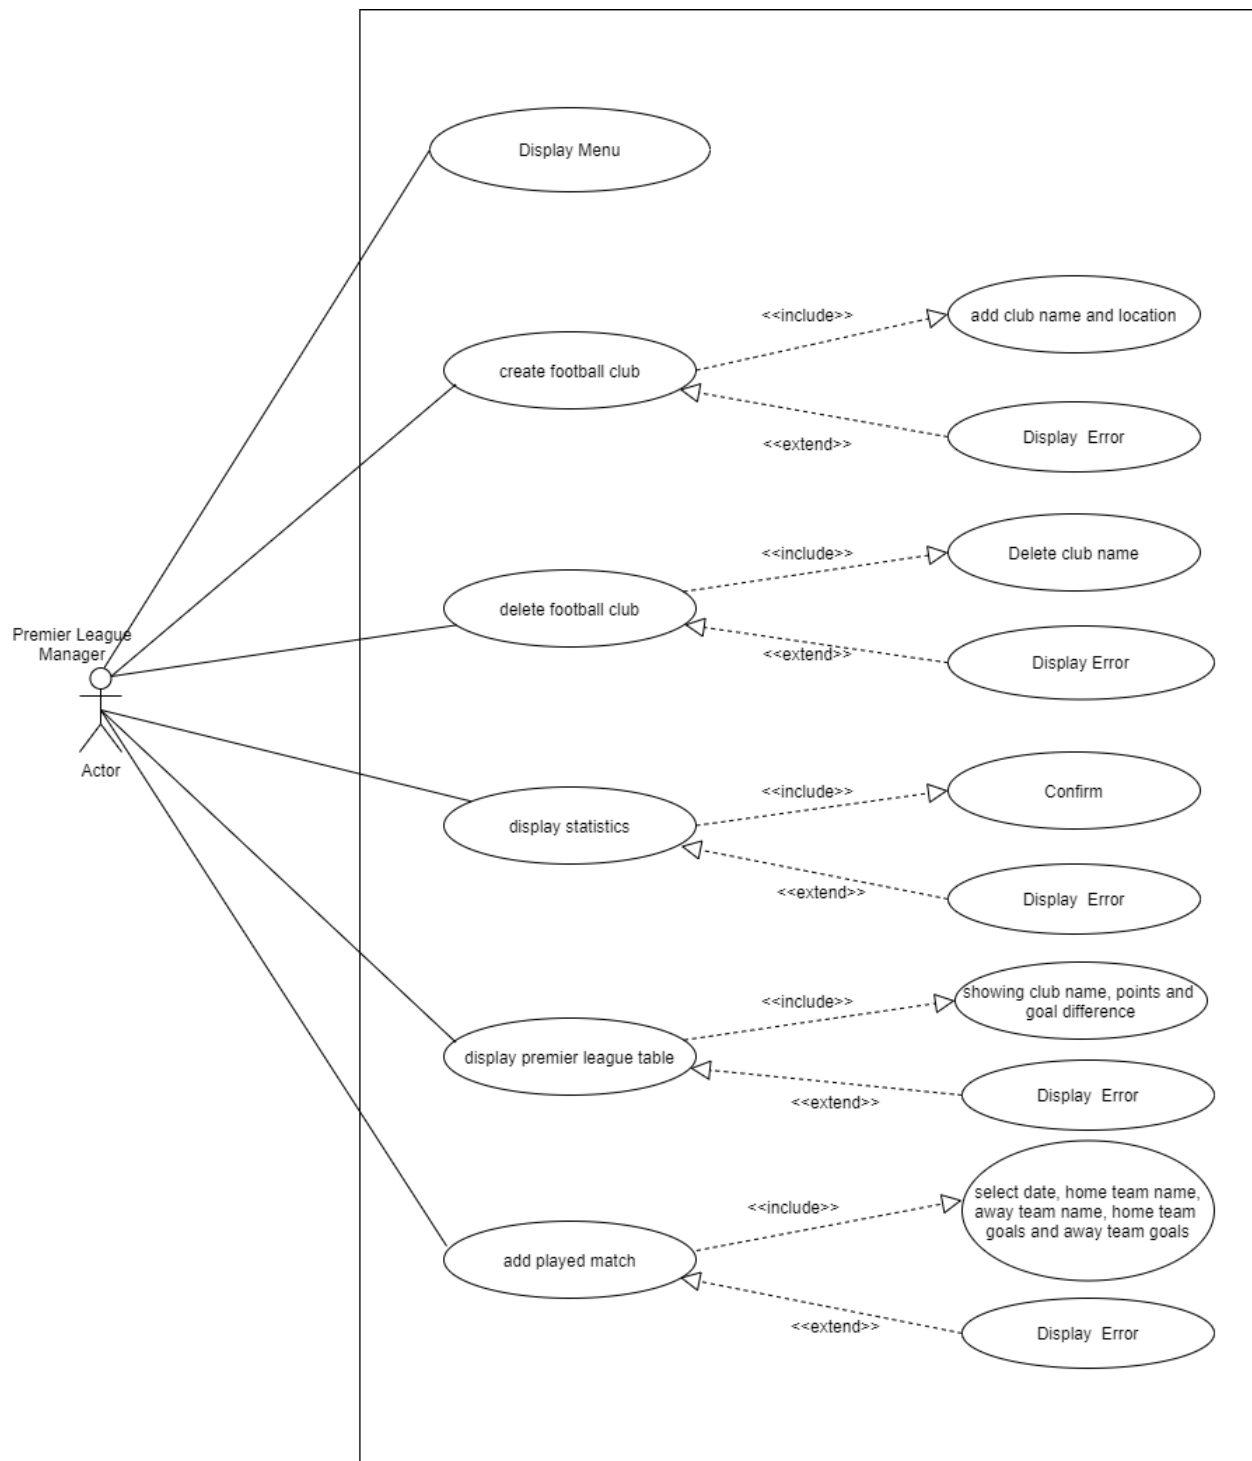 Display Menu
<<include>>
add club name and location
create football club
Display  Error
<<extend>>
<<include>>
Delete club name
delete football club
Premier League
Manager
<<extend>>
Display Error
Actor
<<include>>
Confirm
display statistics
<<extend>>
Display  Error
<<include>>
showing club name, points and
goal difference
display premier league table
<<extend>>
Display  Error
<<include>>
select date, home team name,
away team name, home team
goals and away team goals
add played match
<<extend>>
Display  Error